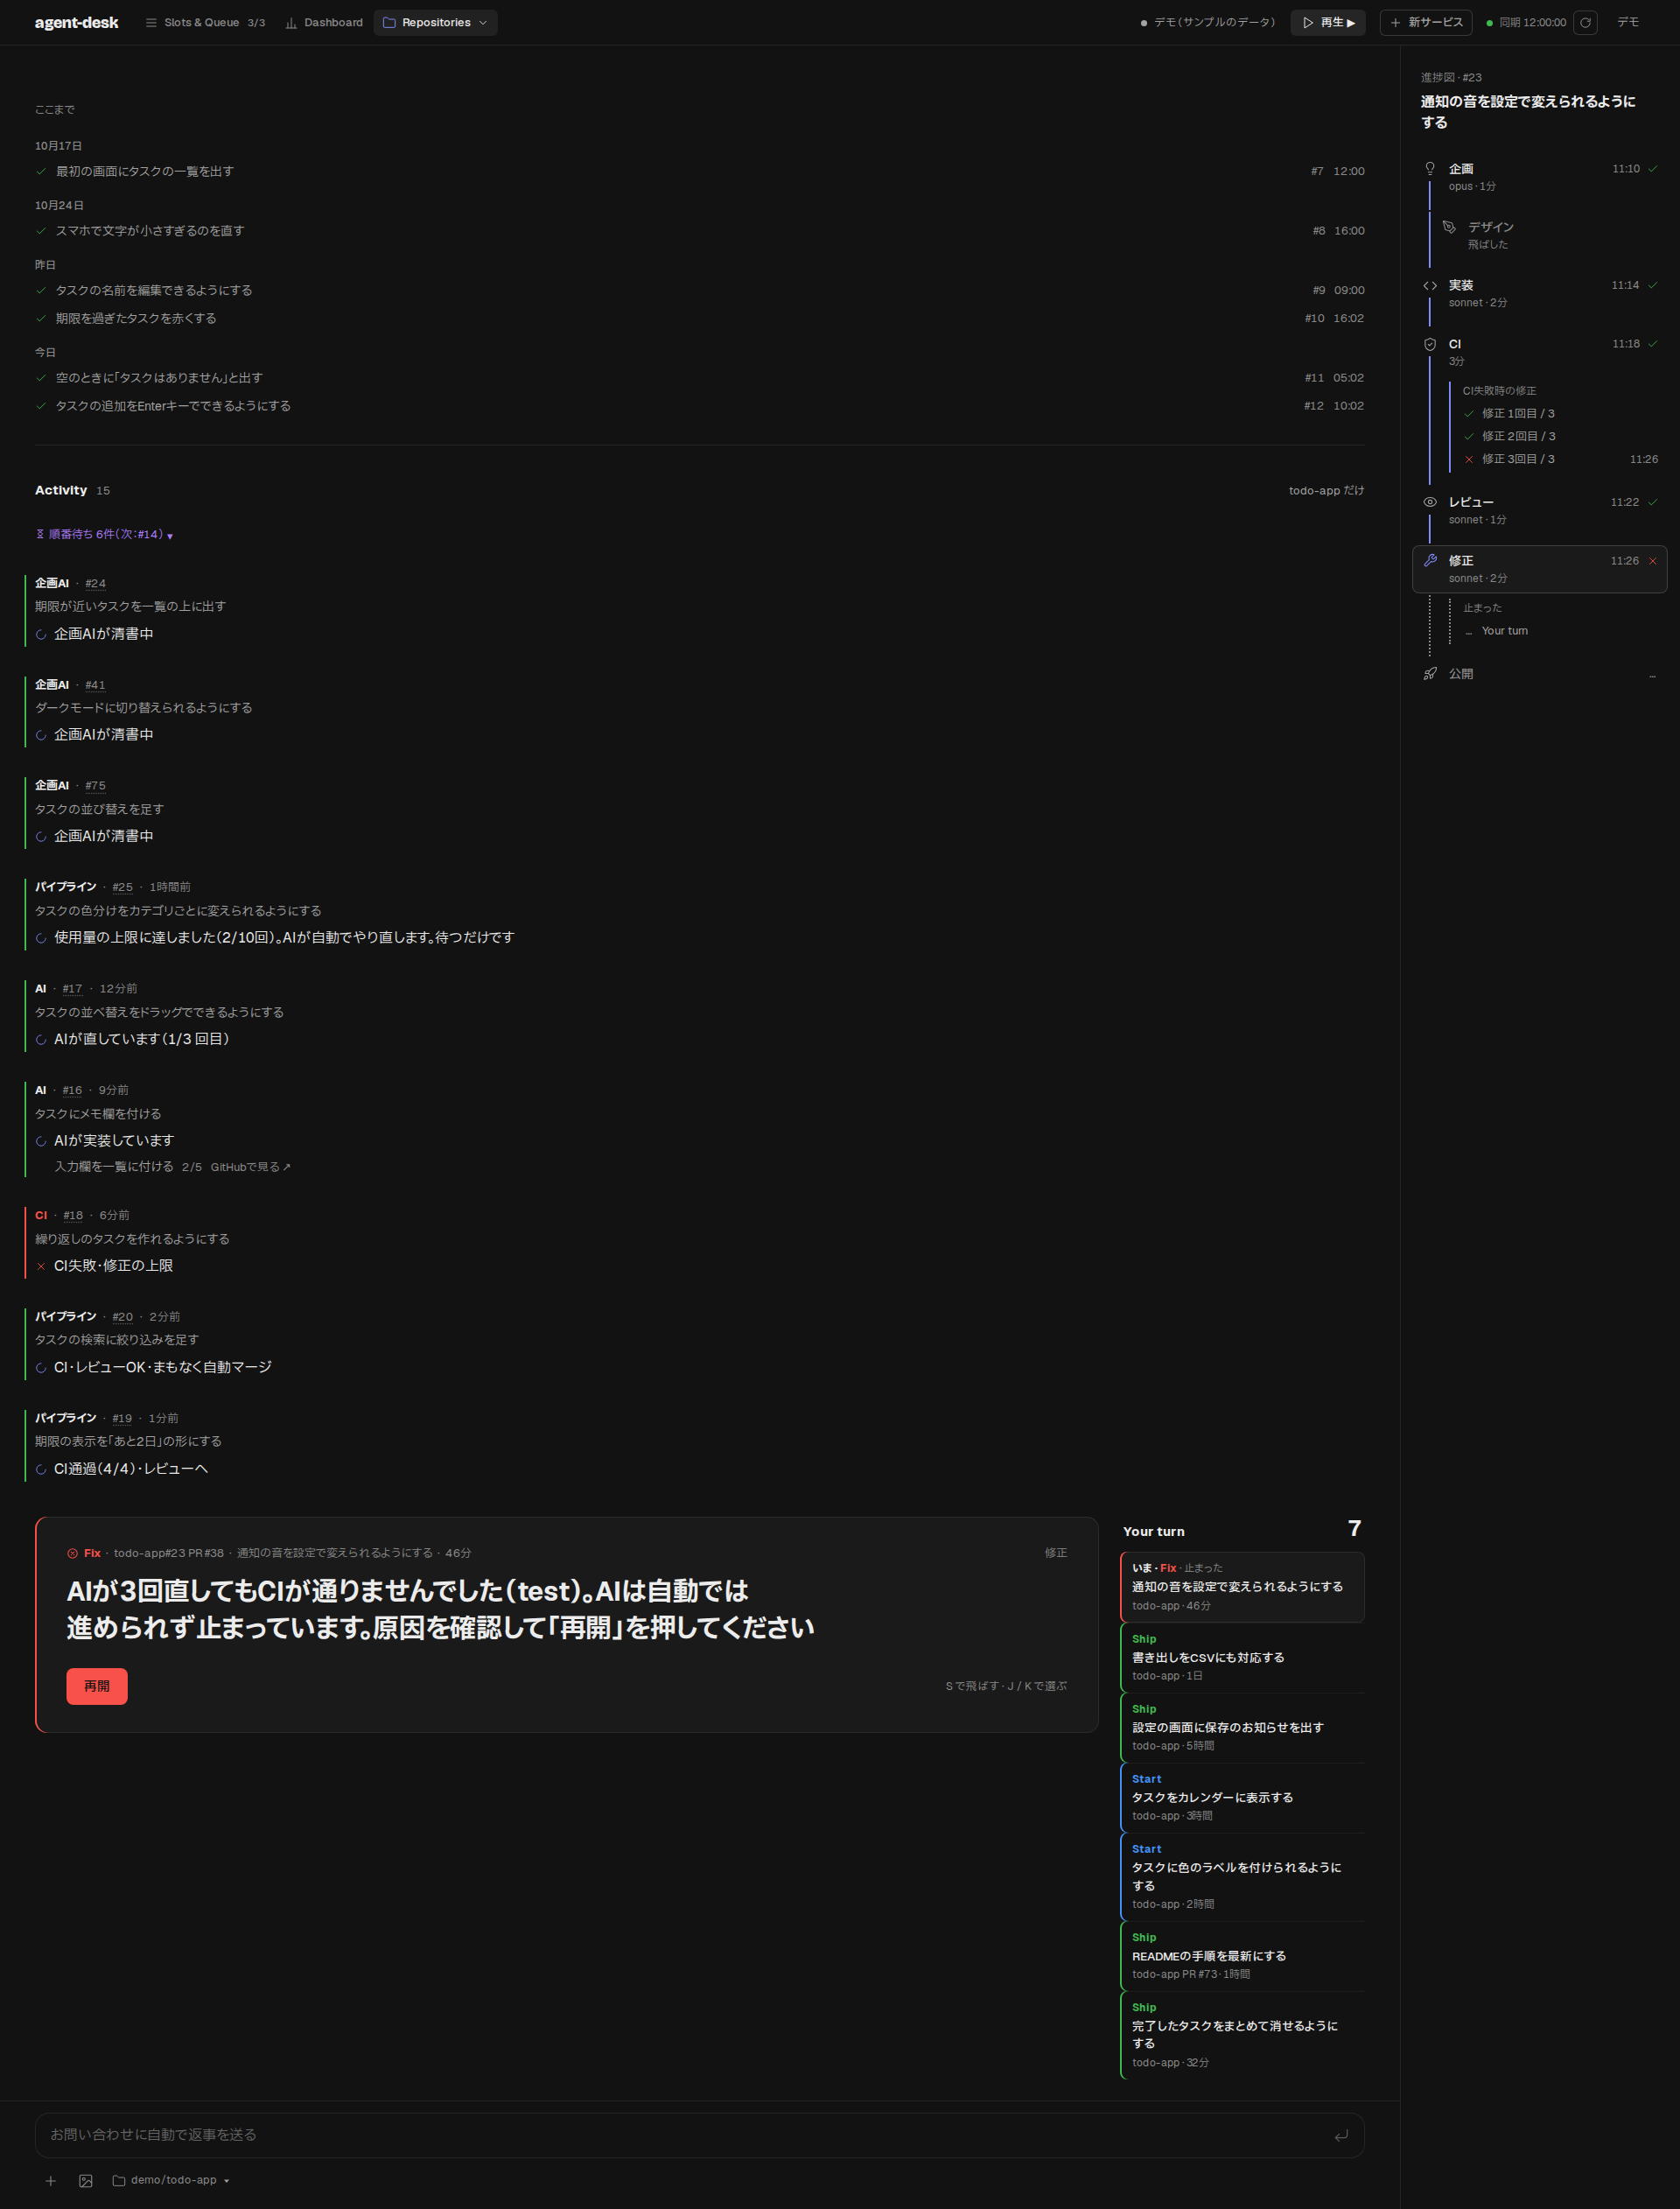 agent-desk
Slots & Queue 3/3
Dashboard
Repositories
デモ（サンプルのデータ）
再生 ▶
新サービス
同期 12:00:00
デモ
ここまで
10月17日
最初の画面にタスクの一覧を出す #7 12:00
10月24日
スマホで文字が小さすぎるのを直す #8 16:00
昨日
タスクの名前を編集できるようにする #9 09:00
期限を過ぎたタスクを赤くする #10 16:02
今日
空のときに「タスクはありません」と出す #11 05:02
タスクの追加をEnterキーでできるようにする #12 10:02
Activity 15
todo-app だけ
順番待ち 6件（次：#14）▾
企画AI · #24
期限が近いタスクを一覧の上に出す
企画AIが清書中
企画AI · #41
ダークモードに切り替えられるようにする
企画AIが清書中
企画AI · #75
タスクの並び替えを足す
企画AIが清書中
パイプライン · #25 · 1時間前
タスクの色分けをカテゴリごとに変えられるようにする
使用量の上限に達しました（2/10回）。AIが自動でやり直します。待つだけです
AI · #17 · 12分前
タスクの並べ替えをドラッグでできるようにする
AIが直しています（1/3 回目）
AI · #16 · 9分前
タスクにメモ欄を付ける
AIが実装しています
入力欄を一覧に付ける 2/5 GitHubで見る ↗
CI · #18 · 6分前
繰り返しのタスクを作れるようにする
CI失敗・修正の上限
パイプライン · #20 · 2分前
タスクの検索に絞り込みを足す
CI・レビューOK・まもなく自動マージ
パイプライン · #19 · 1分前
期限の表示を「あと2日」の形にする
CI通過（4/4）・レビューへ
Fix · todo-app#23 PR #38 · 通知の音を設定で変えられるようにする · 46分
修正
AIが3回直してもCIが通りませんでした（test）。AIは自動では
進められず止まっています。原因を確認して「再開」を押してください
再開
S で飛ばす · J / K で選ぶ
Your turn 7
いま · Fix · 止まった
通知の音を設定で変えられるようにする
todo-app · 46分
Ship
書き出しをCSVにも対応する
todo-app · 1日
Ship
設定の画面に保存のお知らせを出す
todo-app · 5時間
Start
タスクをカレンダーに表示する
todo-app · 3時間
Start
タスクに色のラベルを付けられるように
する
todo-app · 2時間
Ship
READMEの手順を最新にする
todo-app PR #73 · 1時間
Ship
完了したタスクをまとめて消せるように
する
todo-app · 32分
お問い合わせに自動で返事を送る
demo/todo-app ▾
進捗図 · #23
通知の音を設定で変えられるように
する
企画 11:10
opus · 1分
デザイン
飛ばした
実装 11:14
sonnet · 2分
CI 11:18
3分
CI失敗時の修正
修正 1回目 / 3
修正 2回目 / 3
修正 3回目 / 3 11:26
レビュー 11:22
sonnet · 1分
修正 11:26
sonnet · 2分
止まった
… Your turn
公開 …